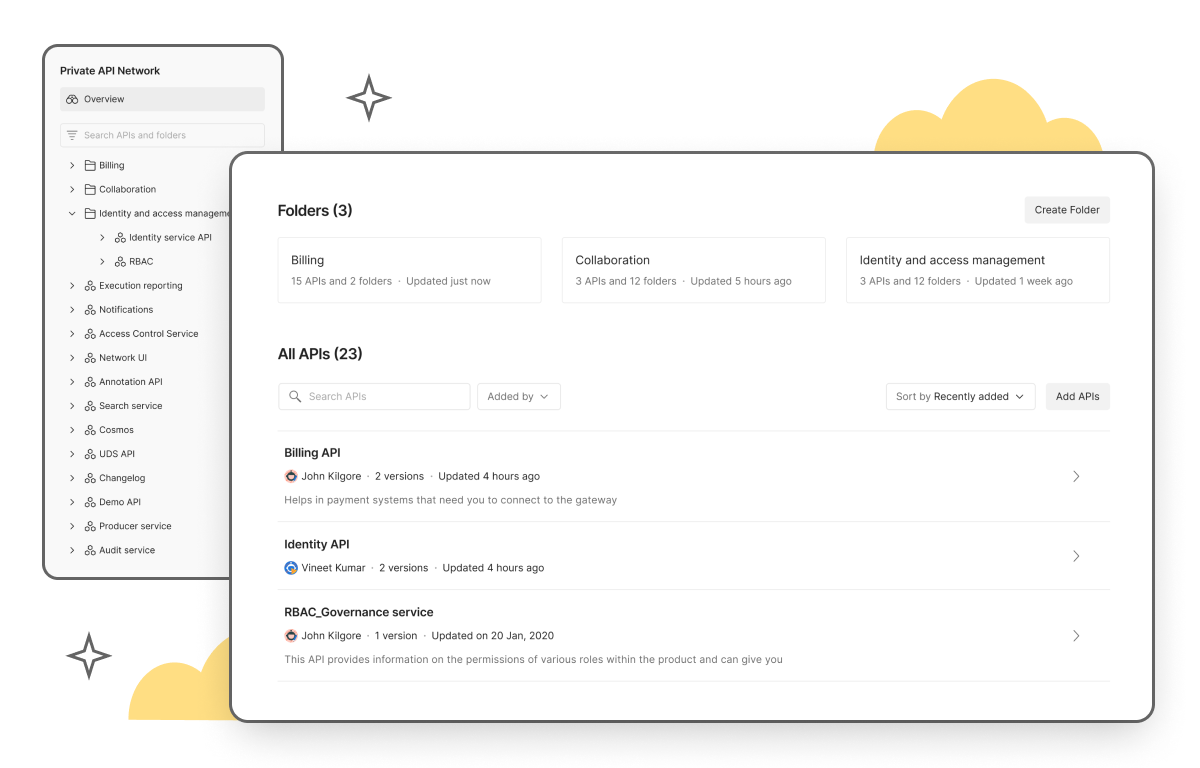 Private API Network
Overview
Search APIs and folders
Billing
Collaboration
Identity and access
Identity service API
RBAC
Execution reporting
Notifications
Access Control Service
Network UI
Annotation API
Search service
Cosmos
UDS API
Changelog
Demo API
Producer service
Audit service
Folders (3)
Create Folder
Billing
15 APIs and 2 folders · Updated just now
Collaboration
3 APIs and 12 folders · Updated 5 hours ago
Identity and access management
3 APIs and 12 folders · Updated 1 week ago
All APIs (23)
Search APIs
Added by
Sort by Recently added
Add APIs
Billing API
John Kilgore · 2 versions · Updated 4 hours ago
Helps in payment systems that need you to connect to the gateway
Identity API
Vineet Kumar · 2 versions · Updated 4 hours ago
RBAC_Governance service
John Kilgore · 1 version · Updated on 20 Jan, 2020
This API provides information on the permissions of various roles within the product and can give you